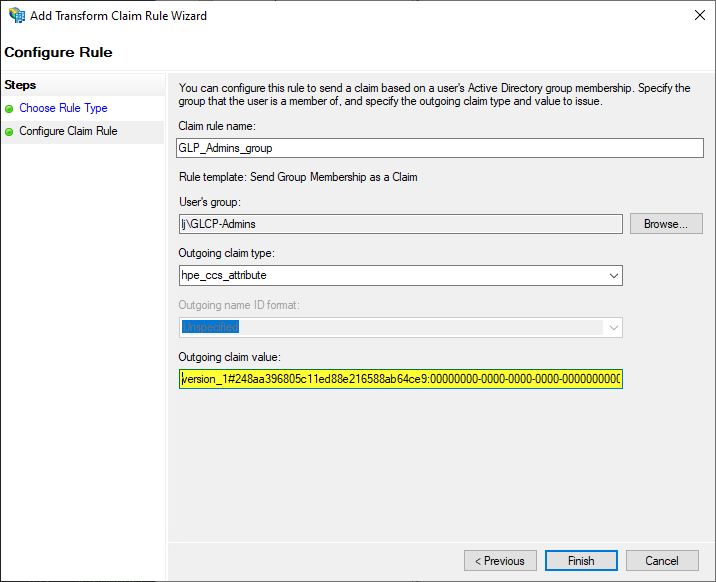 Add Transform Claim Rule Wizard
Configure Rule
Steps
Choose Rule Type
Configure Claim Rule
You can configure this rule to send a claim based on a user's Active Directory group membership. Specify the
group that the user is a member of, and specify the outgoing claim type and value to issue.
Claim rule name:
GLP_Admins_group
Rule template: Send Group Membership as a Claim
User's group:
lj\GLCP-Admins
Browse...
Outgoing claim type:
hpe_ccs_attribute
Outgoing name ID format:
Unspecified
Outgoing claim value:
version_1#248aa396805c11ed88e216588ab64ce9:00000000-0000-0000-0000-0000000000
< Previous
Finish
Cancel